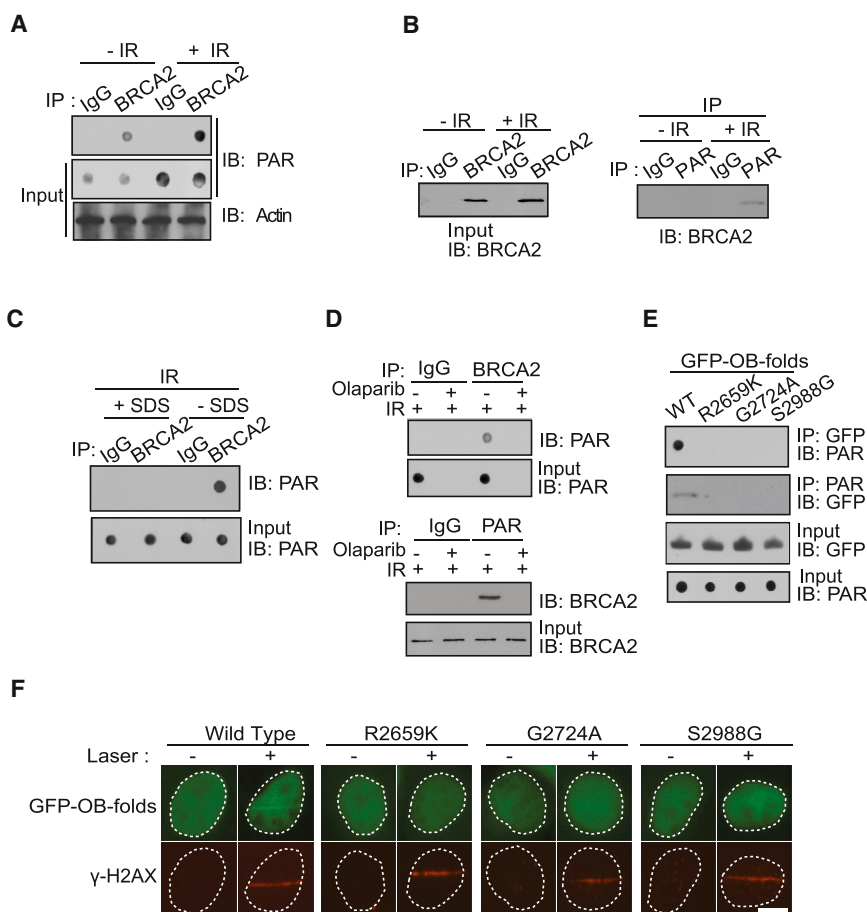 A
- IR + IR
IP : IgG BRCA2 IgG BRCA2
IB: PAR
Input
IB: Actin
B
- IR + IR
IP: IgG BRCA2 IgG BRCA2
Input
IB: BRCA2
IP
- IR + IR
IP: IgG PAR IgG PAR
IB: BRCA2
C
IR
+ SDS - SDS
IP: IgG BRCA2 IgG BRCA2
IB: PAR
Input
IB: PAR
D
IP: IgG BRCA2
Olaparib - + - +
IR + + + +
IB: PAR
Input
IB: PAR
IP: IgG PAR
Olaparib - + - +
IR + + + +
IB: BRCA2
Input
IB: BRCA2
E
GFP-OB-folds
WT R2659K G2724A S2988G
IP: GFP
IB: PAR
IP: PAR
IB: GFP
Input
IB: GFP
Input
IB: PAR
F
Wild Type R2659K G2724A S2988G
Laser : - + - + - + - +
GFP-OB-folds
γ-H2AX